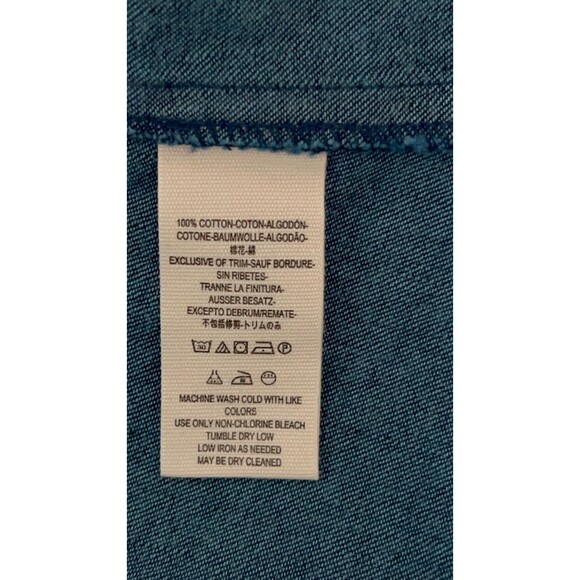 100% COTTON-COTON-ALGODÓN-
COTONE-BAUMWOLLE-ALGODÃO-
棉花-綿
EXCLUSIVE OF TRIM-SAUF BORDURE-
SIN RIBETES-
TRANNE LA FINITURA-
AUSSER BESATZ-
EXCEPTO DEBRUM/REMATE-
不包括修剪-トリムのみ
30 P
MACHINE WASH COLD WITH LIKE
COLORS
USE ONLY NON-CHLORINE BLEACH
TUMBLE DRY LOW
LOW IRON AS NEEDED
MAY BE DRY CLEANED